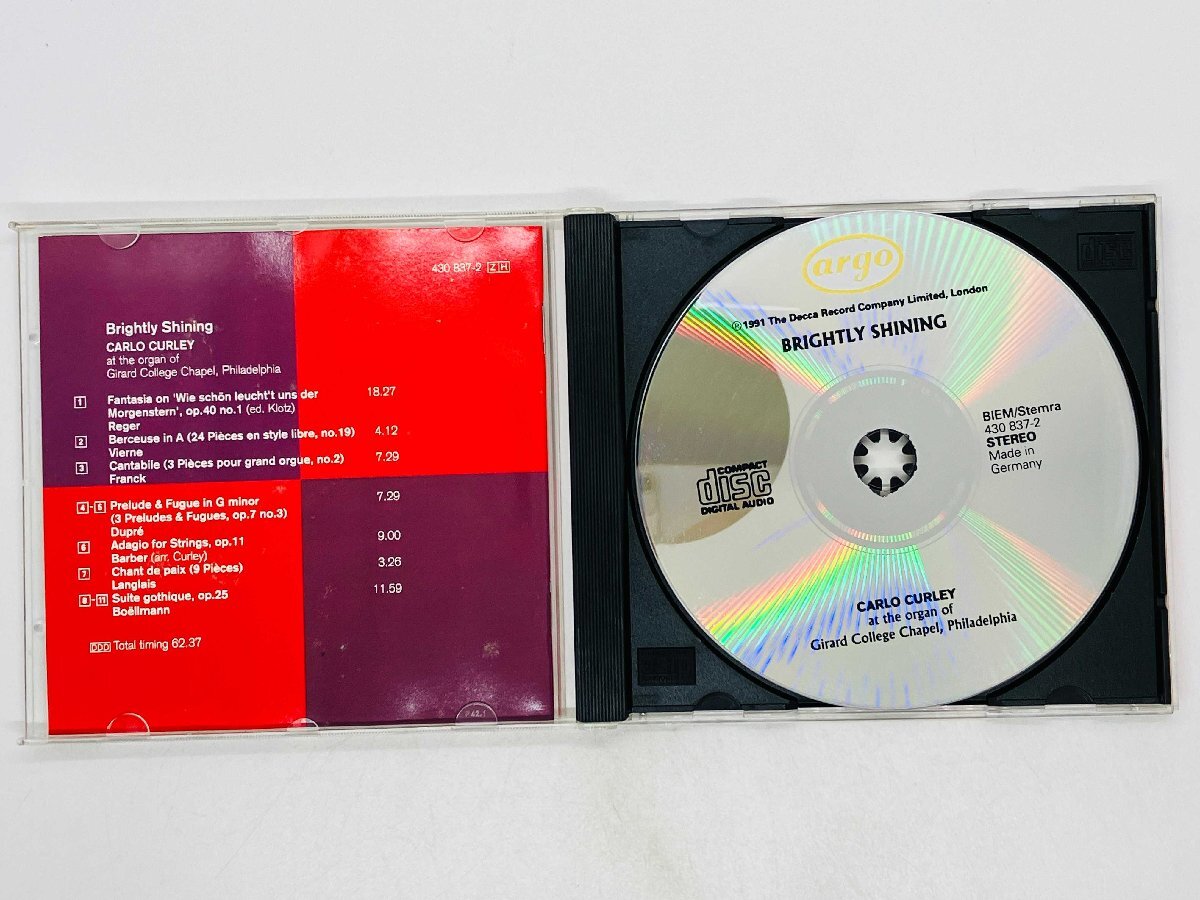 430 837-2 ZH
Brightly Shining
CARLO CURLEY
at the organ of
Girard College Chapel, Philadelphia
1 Fantasia on 'Wie schön leucht't uns der 18.27
Morgenstern', op.40 no.1 (ed. Klotz)
Reger
2 Berceuse in A (24 Pièces en style libre, no.19) 4.12
Vierne
3 Cantabile (3 Pièces pour grand orgue, no.2) 7.29
Franck
4-5 Prelude & Fugue in G minor 7.29
(3 Preludes & Fugues, op.7 no.3)
Dupré
6 Adagio for Strings, op.11 9.00
Barber (arr. Curley)
7 Chant de paix (9 Pièces) 3.26
Langlais
8-11 Suite gothique, op.25 11.59
Boëllmann
DDD Total timing 62.37
argo
℗1991 The Decca Record Company Limited, London
BRIGHTLY SHINING
BIEM/Stemra
430 837-2
STEREO
Made in
Germany
COMPACT
disc
DIGITAL AUDIO
CARLO CURLEY
at the organ of
Girard College Chapel, Philadelphia
disc